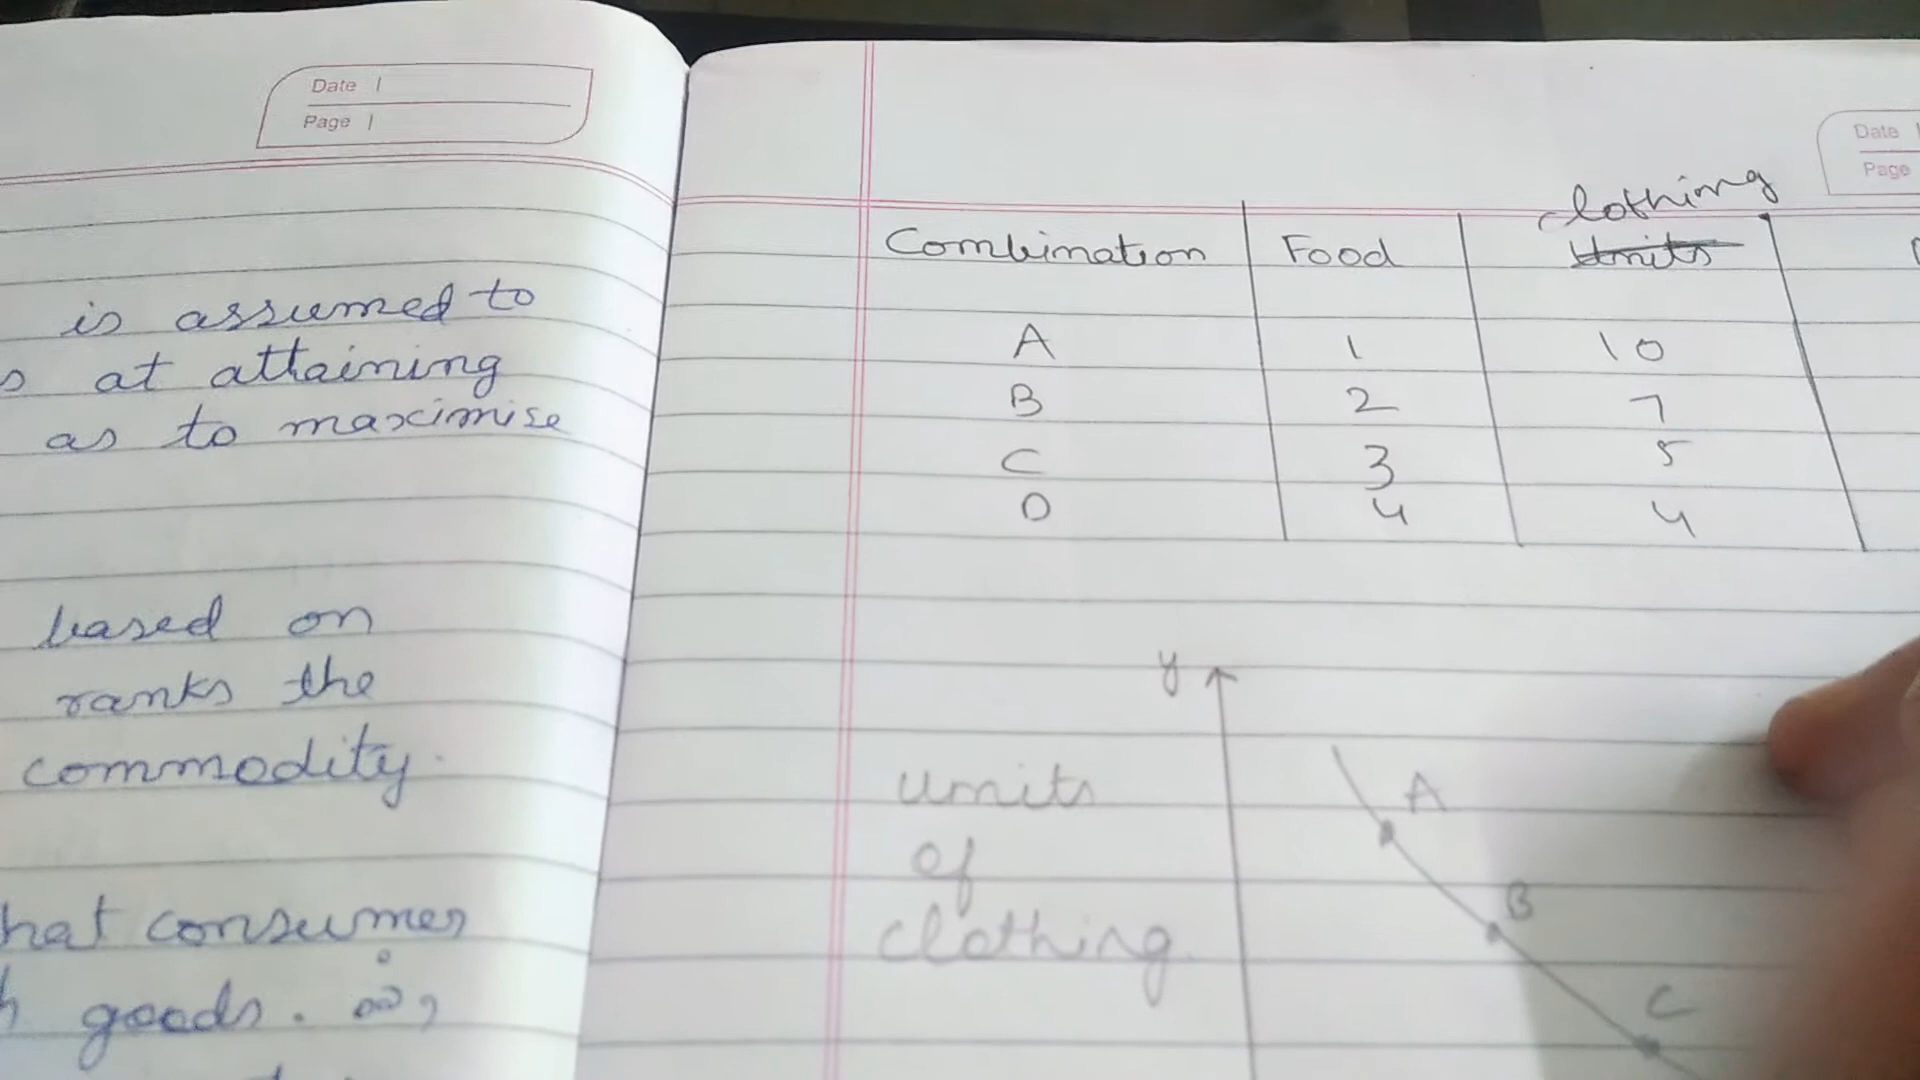 Date
Page
is assumed to
at attaining
as to maximise
based on
ranks the
commodity.
consumer
goods.
Date
Page
clothing
Combination Food Units
A 1 10
B 2 7
C 3 5
D 4 4
y
units
of
clothing
A
B
C